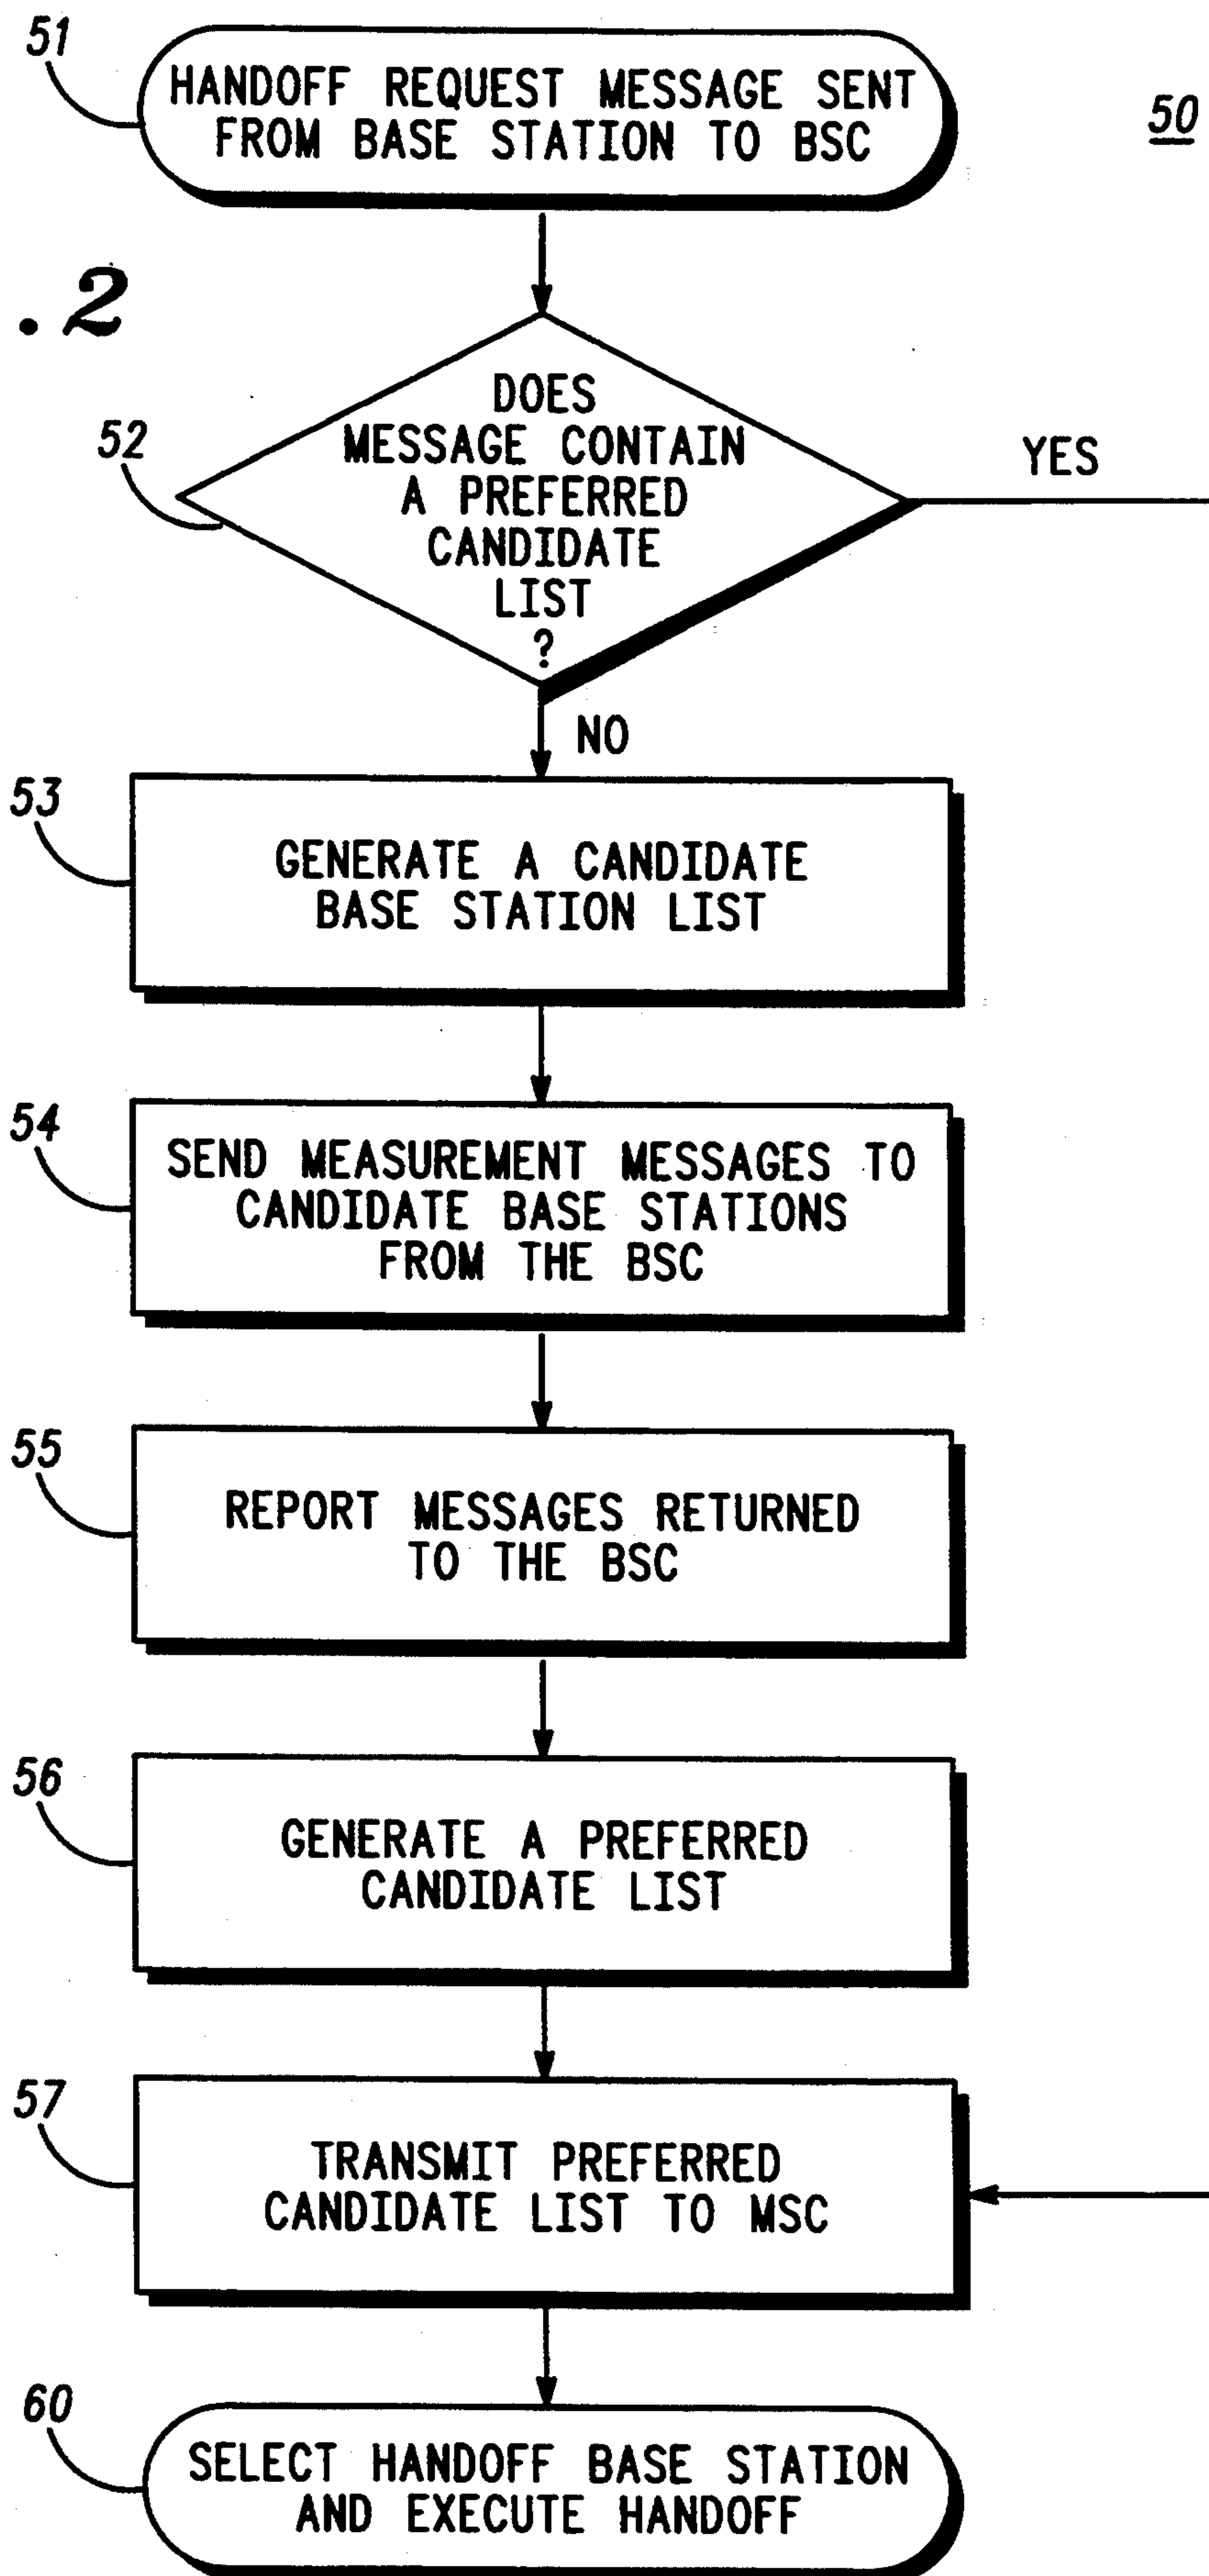 51
HANDOFF REQUEST MESSAGE SENT
FROM BASE STATION TO BSC
50
.2
52
DOES
MESSAGE CONTAIN
A PREFERRED
CANDIDATE
LIST
?
YES
NO
53
GENERATE A CANDIDATE
BASE STATION LIST
54
SEND MEASUREMENT MESSAGES TO
CANDIDATE BASE STATIONS
FROM THE BSC
55
REPORT MESSAGES RETURNED
TO THE BSC
56
GENERATE A PREFERRED
CANDIDATE LIST
57
TRANSMIT PREFERRED
CANDIDATE LIST TO MSC
60
SELECT HANDOFF BASE STATION
AND EXECUTE HANDOFF